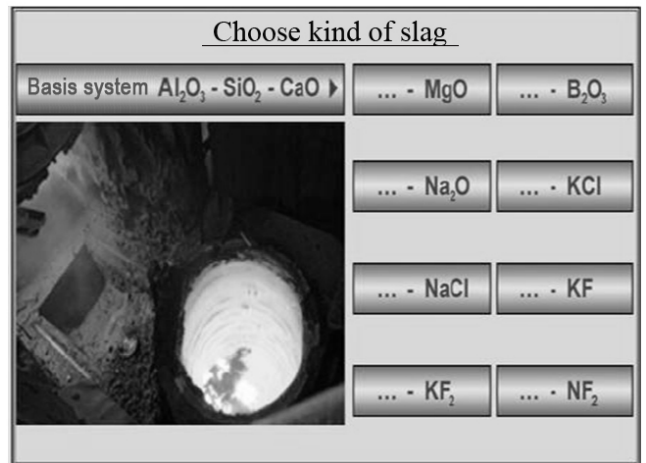 Choose kind of slag
Basis system Al₂O₃ - SiO₂ - CaO ... - MgO ... - B₂O₃
... - Na₂O ... - KCl
... - NaCl ... - KF
... - KF₂ ... - NF₂